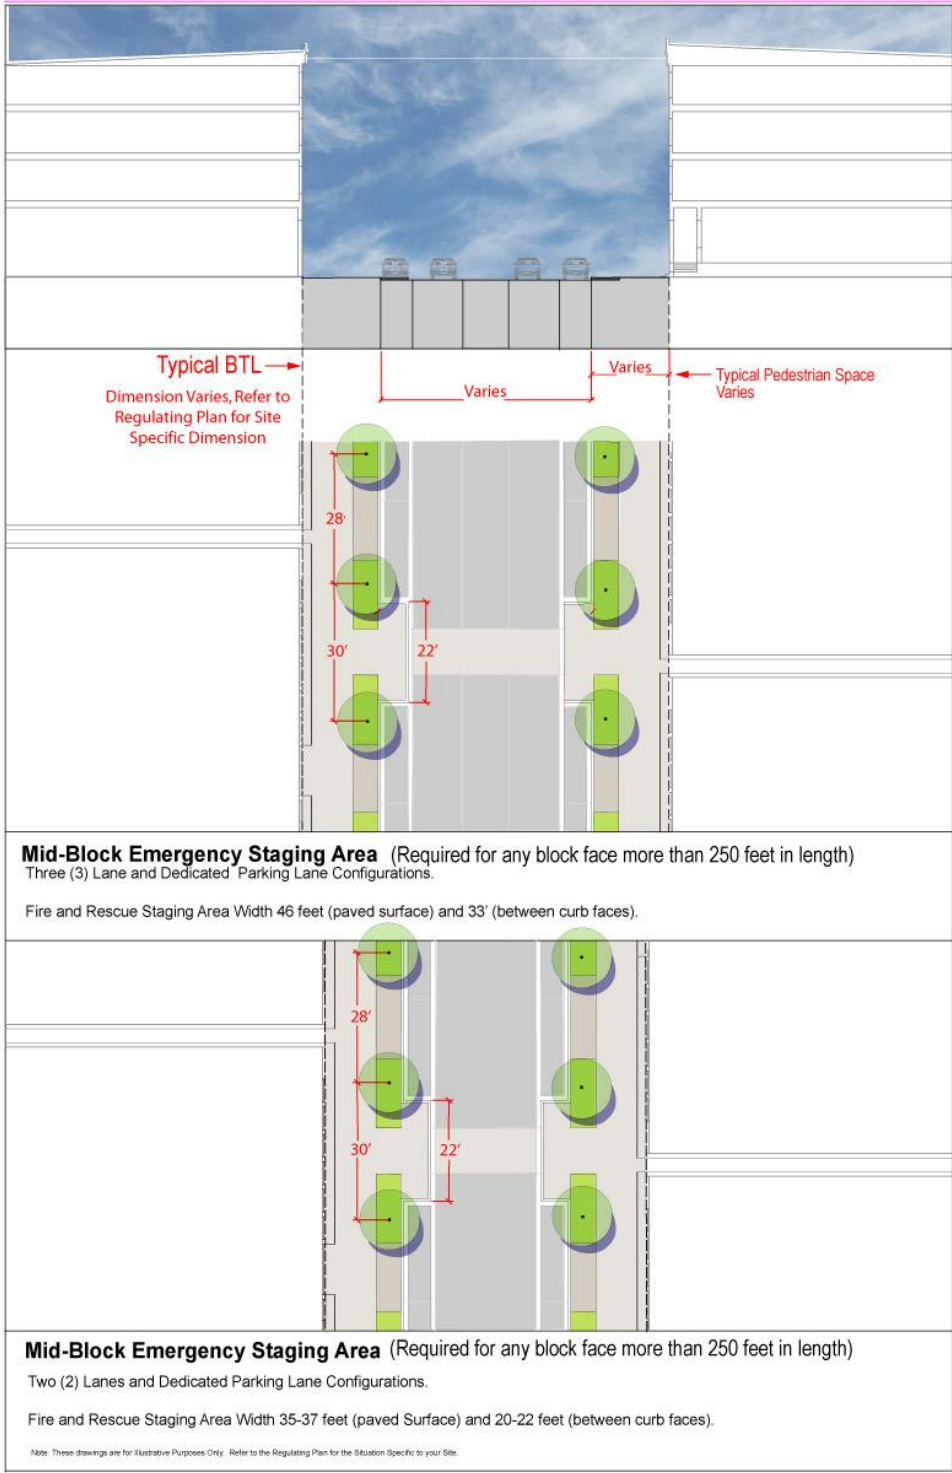 Typical BTL
Dimension Varies, Refer to
Regulating Plan for Site
Specific Dimension
Varies
Varies
Typical Pedestrian Space
Varies
28'
30'
22'
Mid-Block Emergency Staging Area (Required for any block face more than 250 feet in length)
Three (3) Lane and Dedicated Parking Lane Configurations.
Fire and Rescue Staging Area Width 46 feet (paved surface) and 33' (between curb faces).
28'
30'
22'
Mid-Block Emergency Staging Area (Required for any block face more than 250 feet in length)
Two (2) Lanes and Dedicated Parking Lane Configurations.
Fire and Rescue Staging Area Width 35-37 feet (paved Surface) and 20-22 feet (between curb faces).
Note: These drawings are for Illustrative Purposes Only. Refer to the Regulating Plan for the Situation Specific to your Site.